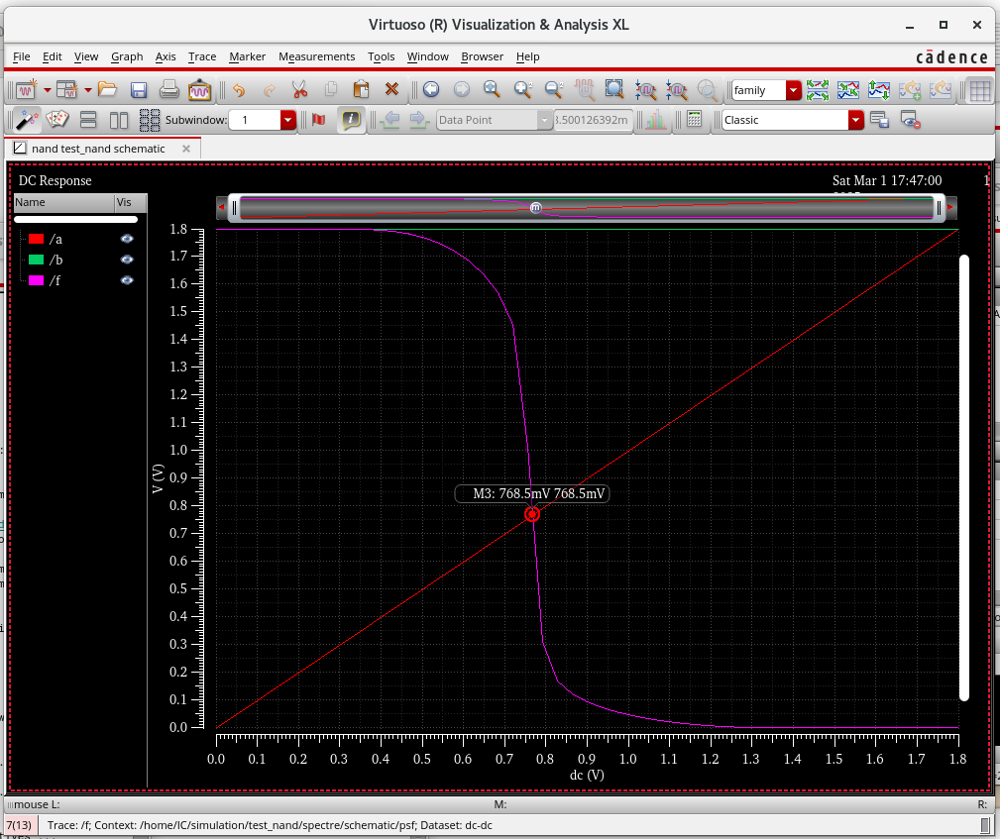 Virtuoso (R) Visualization & Analysis XL
File Edit View Graph Axis Trace Marker Measurements Tools Window Browser Help
cādence
family
Subwindow: 1
Data Point
8.500126392m
Classic
nand test_nand schematic
DC Response
Sat Mar 1 17:47:00
1
Name Vis
m
/a
/b
/f
1.8
1.7
1.6
1.5
1.4
1.3
1.2
1.1
1.0
0.9
0.8
0.7
0.6
0.5
0.4
0.3
0.2
0.1
0.0
V (V)
M3: 768.5mV 768.5mV
0.0 0.1 0.2 0.3 0.4 0.5 0.6 0.7 0.8 0.9 1.0 1.1 1.2 1.3 1.4 1.5 1.6 1.7 1.8
dc (V)
mouse L: M: R:
7(13) Trace: /f; Context: /home/IC/simulation/test_nand/spectre/schematic/psf; Dataset: dc-dc